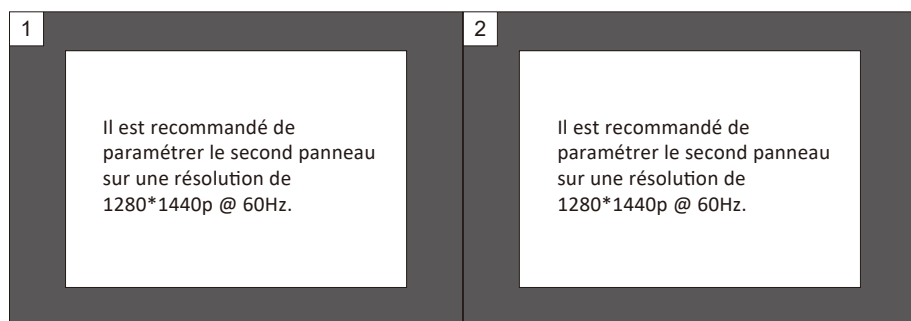 1
Il est recommandé de
paramétrer le second panneau
sur une résolution de
1280*1440p @ 60Hz.
2
Il est recommandé de
paramétrer le second panneau
sur une résolution de
1280*1440p @ 60Hz.